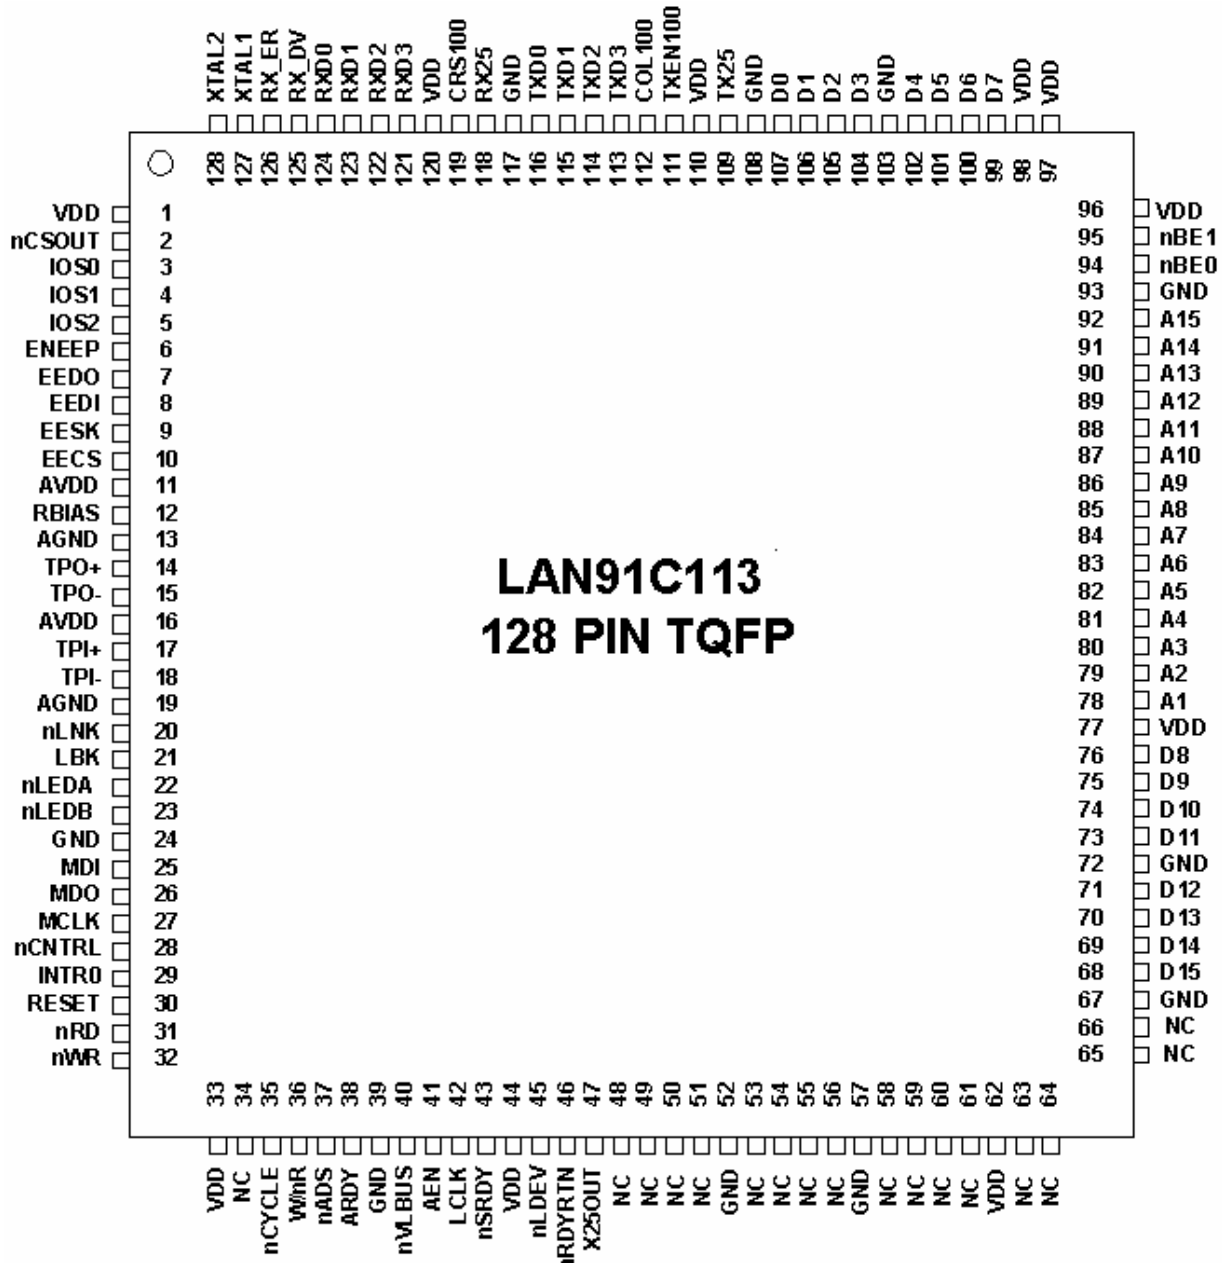 XTAL2 XTAL1 RX_ER RX_DV RXD0 RXD1 RXD2 RXD3 VDD CRS100 RX25 GND TXD0 TXD1 TXD2 TXD3 COL100 TXEN100 VDD TX25 GND D0 D1 D2 D3 GND D4 D5 D6 D7 VDD VDD
128 127 126 125 124 123 122 121 120 119 118 117 116 115 114 113 112 111 110 109 108 107 106 105 104 103 102 101 100 99 98 97
VDD 1 96 VDD
nCSOUT 2 95 nBE1
IOS0 3 94 nBE0
IOS1 4 93 GND
IOS2 5 92 A15
ENEEP 6 91 A14
EEDO 7 90 A13
EEDI 8 89 A12
EESK 9 88 A11
EECS 10 87 A10
AVDD 11 86 A9
RBIAS 12 85 A8
AGND 13 84 A7
TPO+ 14 83 A6
TPO- 15 82 A5
AVDD 16 81 A4
TPI+ 17 80 A3
TPI- 18 79 A2
AGND 19 78 A1
nLNK 20 77 VDD
LBK 21 76 D8
nLEDA 22 75 D9
nLEDB 23 74 D10
GND 24 73 D11
MDI 25 72 GND
MDO 26 71 D12
MCLK 27 70 D13
nCNTRL 28 69 D14
INTR0 29 68 D15
RESET 30 67 GND
nRD 31 66 NC
nWR 32 65 NC
LAN91C113
128 PIN TQFP
33 34 35 36 37 38 39 40 41 42 43 44 45 46 47 48 49 50 51 52 53 54 55 56 57 58 59 60 61 62 63 64
VDD NC nCYCLE W/nR nADS ARDY GND nVLBUS AEN LCLK nSRDY VDD nLDEV nRDYRTN X25OUT NC NC NC NC GND NC NC NC NC GND NC NC NC NC VDD NC NC